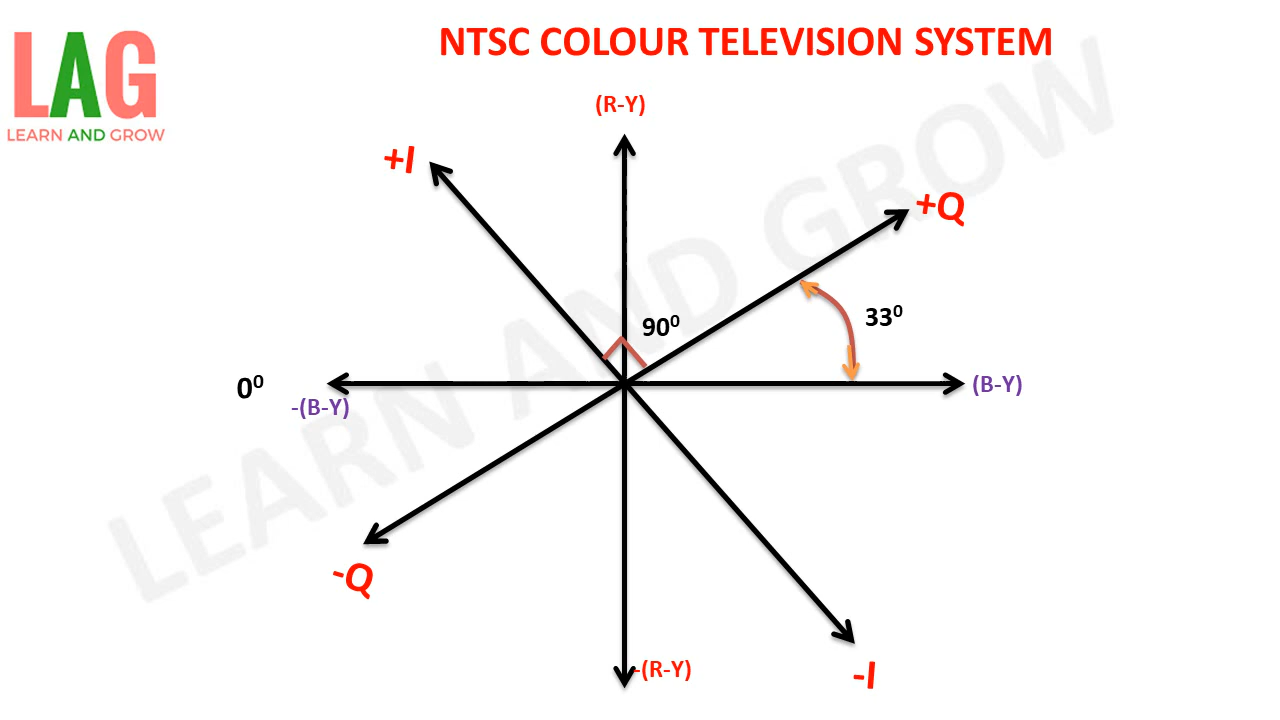 NTSC COLOUR TELEVISION SYSTEM
LAG
LEARN AND GROW
(R-Y)
+I
+Q
90⁰
33⁰
0⁰
-(B-Y)
(B-Y)
-Q
-(R-Y)
-I
LEARN AND GROW